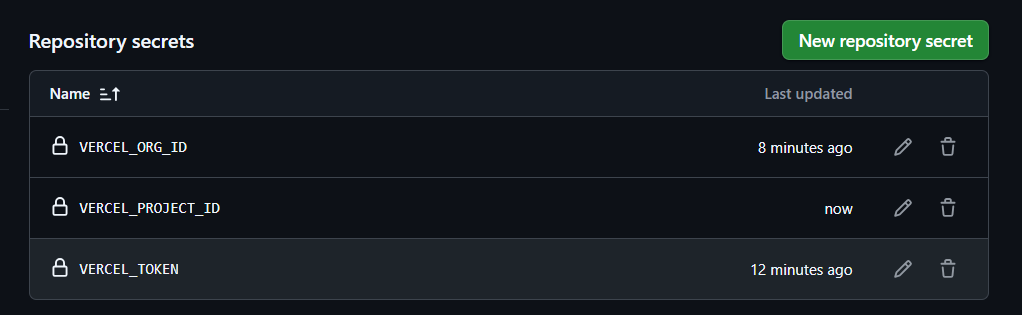 Repository secrets
New repository secret
Name
Last updated
VERCEL_ORG_ID
8 minutes ago
VERCEL_PROJECT_ID
now
VERCEL_TOKEN
12 minutes ago